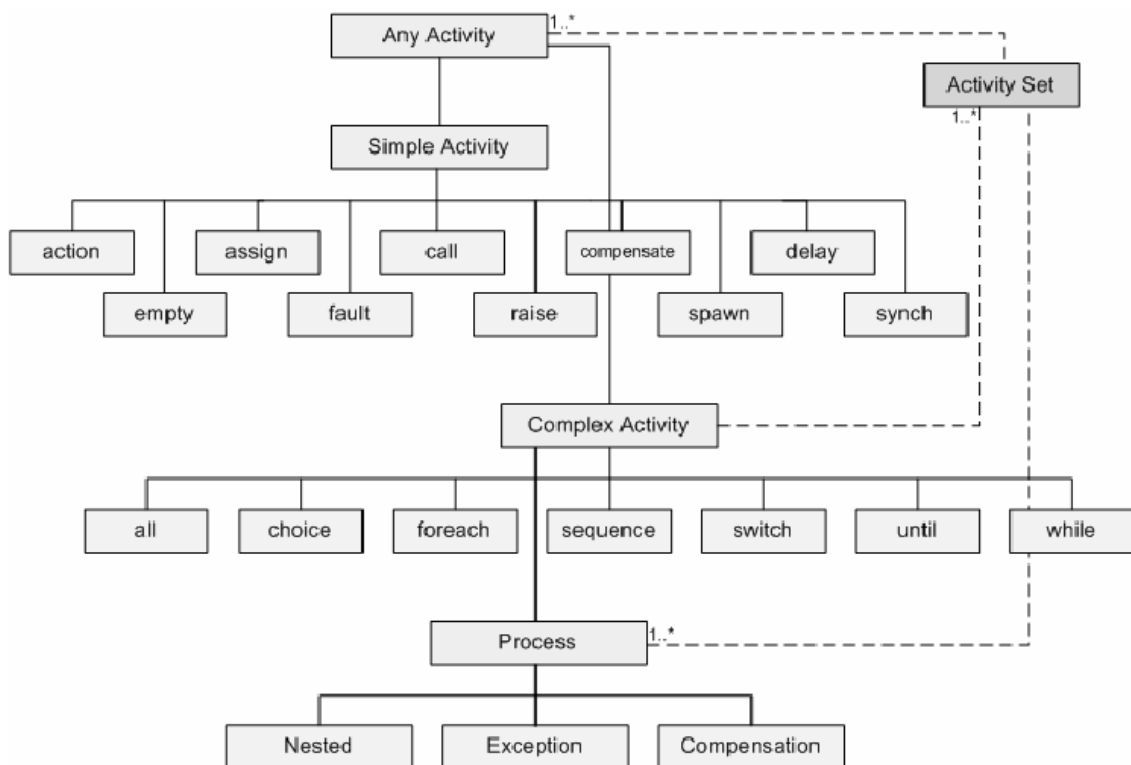 Any Activity
1..*
Activity Set
1..*
Simple Activity
action
assign
call
compensate
delay
empty
fault
raise
spawn
synch
Complex Activity
all
choice
foreach
sequence
switch
until
while
Process
1..*
Nested
Exception
Compensation